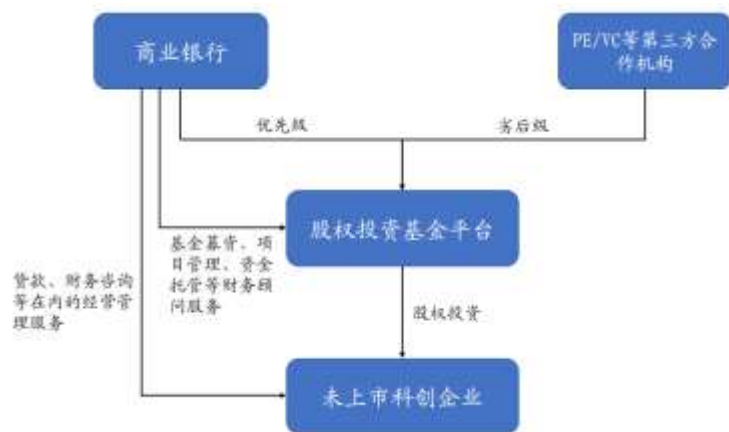 商业银行
PE/VC等第三方合
作机构
优先级
劣后级
股权投资基金平台
基金募资、项
目管理、资金
托管等财务顾
问服务
贷款、财务咨询
等在内的经营管
理服务
股权投资
未上市科创企业